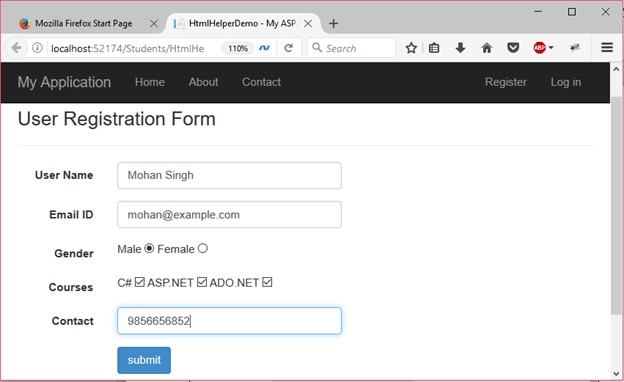 Mozilla Firefox Start Page
HtmlHelperDemo - My ASP.
localhost:52174/Students/HtmlHe
110%
Search
ABP
My Application Home About Contact Register Log in
User Registration Form
User Name Mohan Singh
Email ID mohan@example.com
Gender Male Female
Courses C# ASP.NET ADO.NET
Contact 9856656852
submit